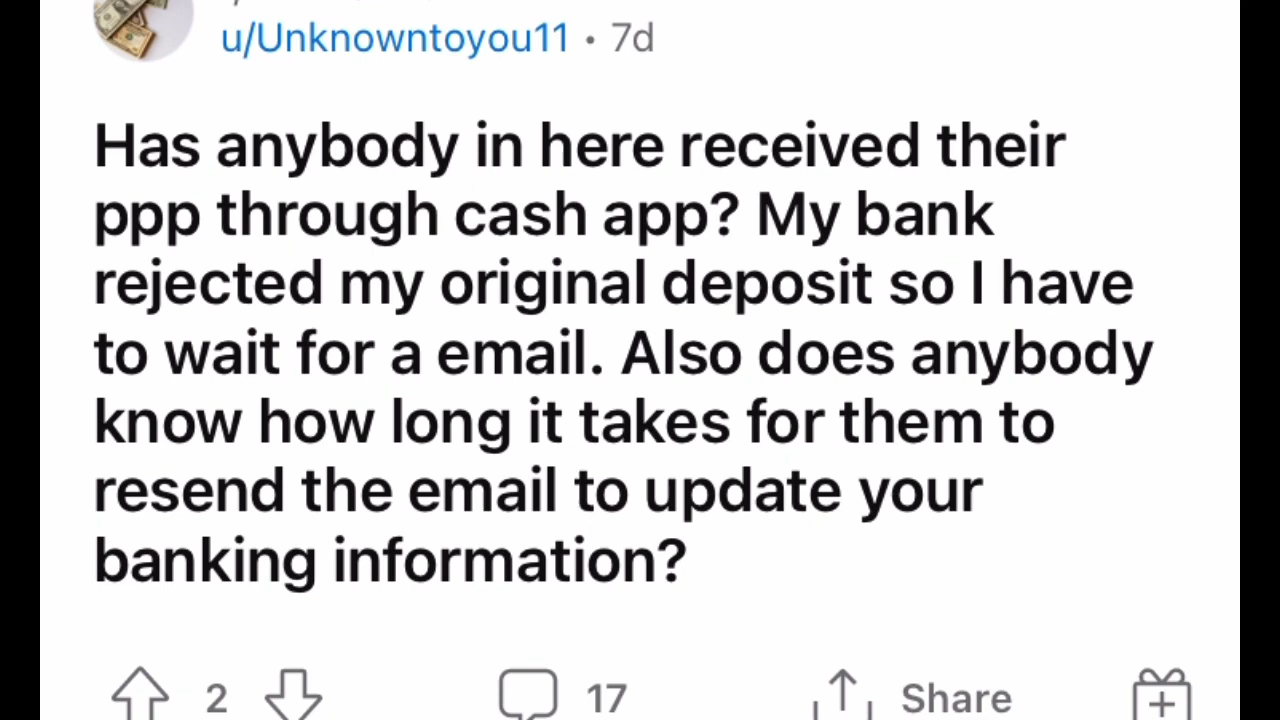 u/Unknowntoyou11 • 7d
Has anybody in here received their
ppp through cash app? My bank
rejected my original deposit so I have
to wait for a email. Also does anybody
know how long it takes for them to
resend the email to update your
banking information?
2 17 Share